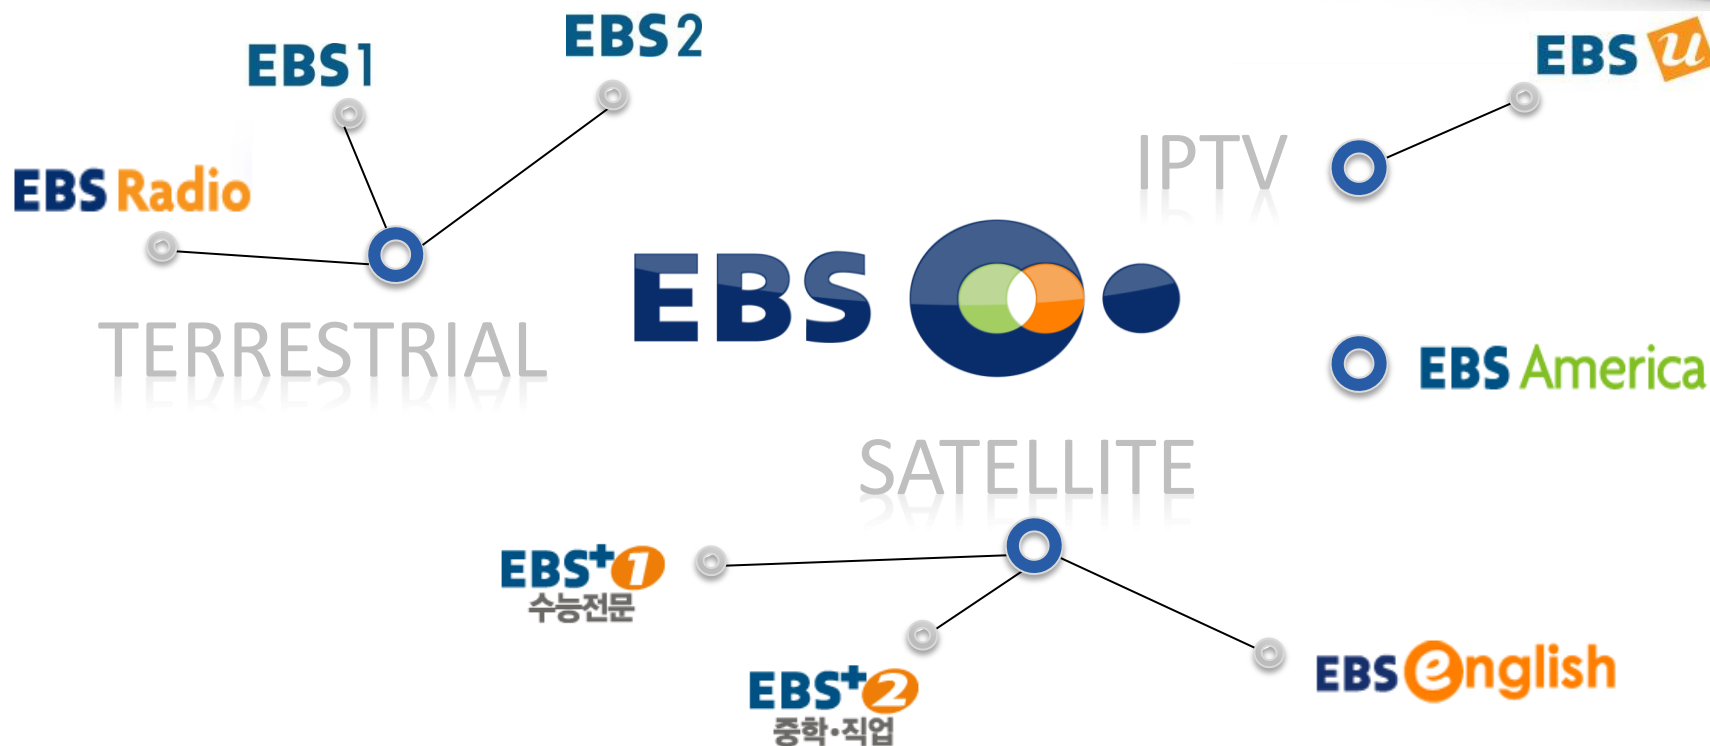 EBS1
EBS2
EBS u
EBS Radio
IPTV
EBS
TERRESTRIAL
EBS America
SATELLITE
EBS+1
수능전문
EBS+2
중학·직업
EBS english